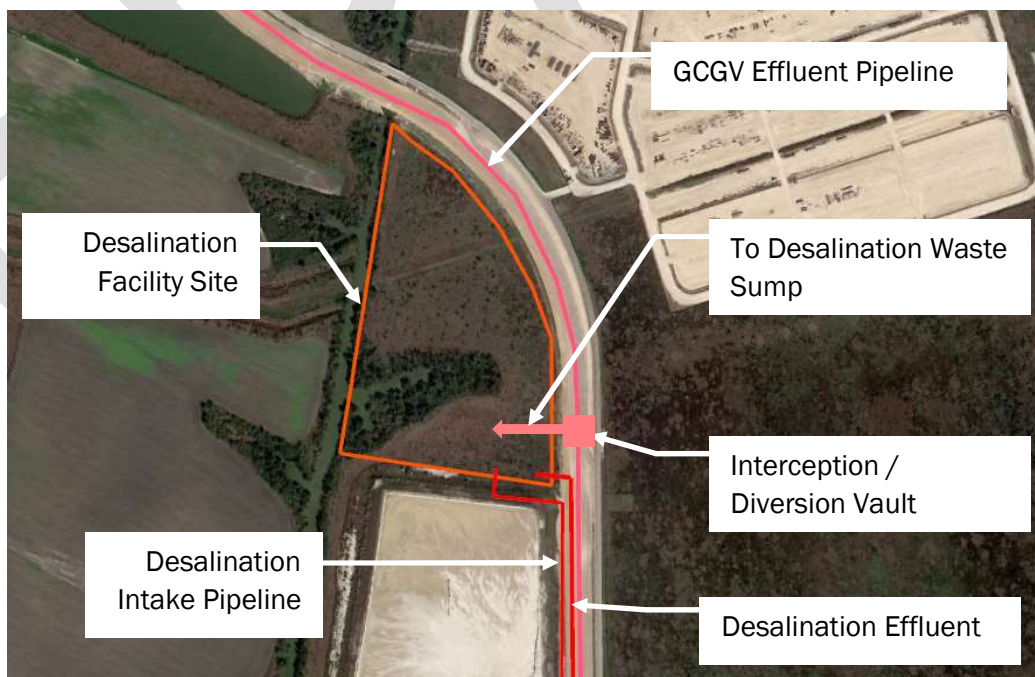 GCGV Effluent Pipeline
Desalination
Facility Site
To Desalination Waste
Sump
Interception /
Diversion Vault
Desalination
Intake Pipeline
Desalination Effluent